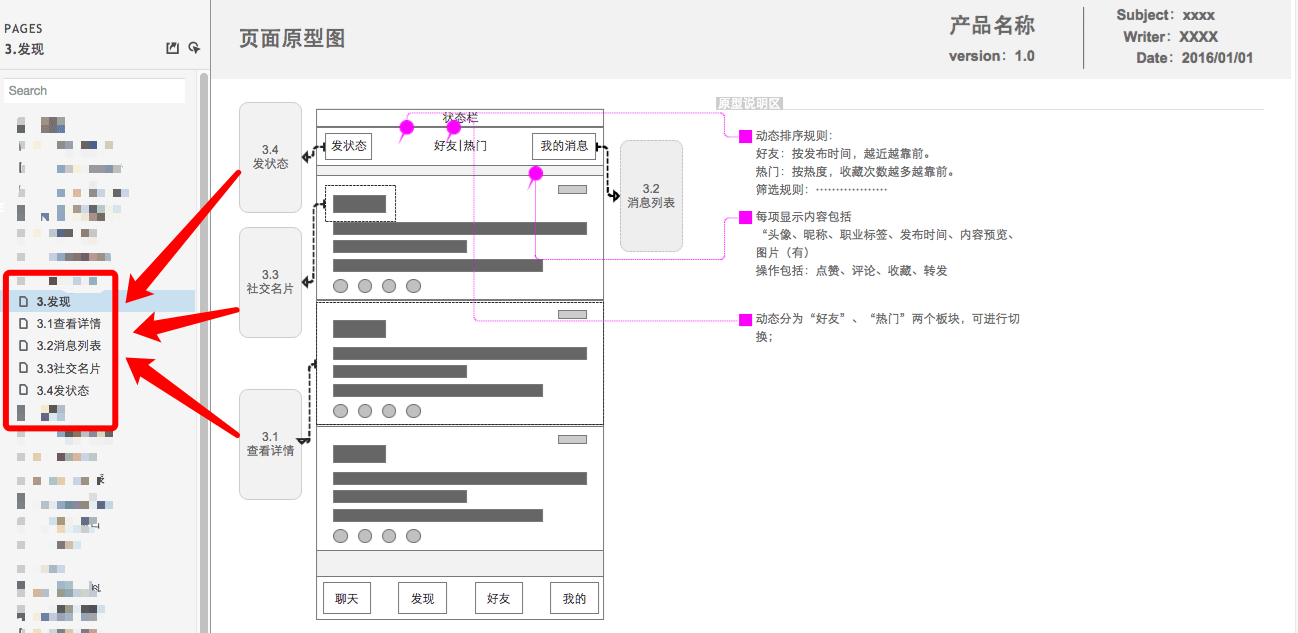 PAGES
3.发现
Search
3.发现
3.1查看详情
3.2消息列表
3.3社交名片
3.4发状态
页面原型图
产品名称
version：1.0
Subject：xxxx
Writer：XXXX
Date：2016/01/01
3.4
发状态
3.3
社交名片
3.1
查看详情
状态栏
发状态
好友|热门
我的消息
3.2
消息列表
聊天
发现
好友
我的
原型说明区
动态排序规则：
好友：按发布时间，越近越靠前。
热门：按热度，收藏次数越多越靠前。
筛选规则：
每项显示内容包括
“头像、昵称、职业标签、发布时间、内容预览、
图片（有）
操作包括：点赞、评论、收藏、转发
动态分为“好友”、“热门”两个板块，可进行切
换；